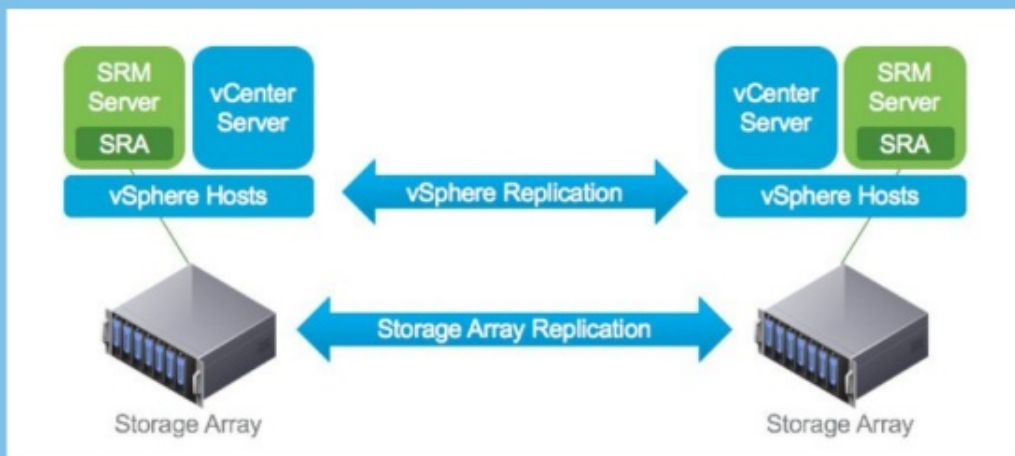 SRM
Server
SRA
vCenter
Server
vSphere Hosts
vSphere Replication
vCenter
Server
SRM
Server
SRA
vSphere Hosts
Storage Array Replication
Storage Array
Storage Array